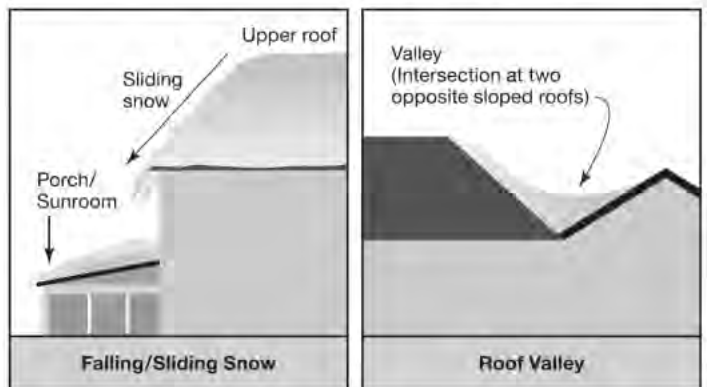 Upper roof
Sliding
snow
Porch/
Sunroom
Falling/Sliding Snow
Valley
(Intersection at two
opposite sloped roofs)
Roof Valley